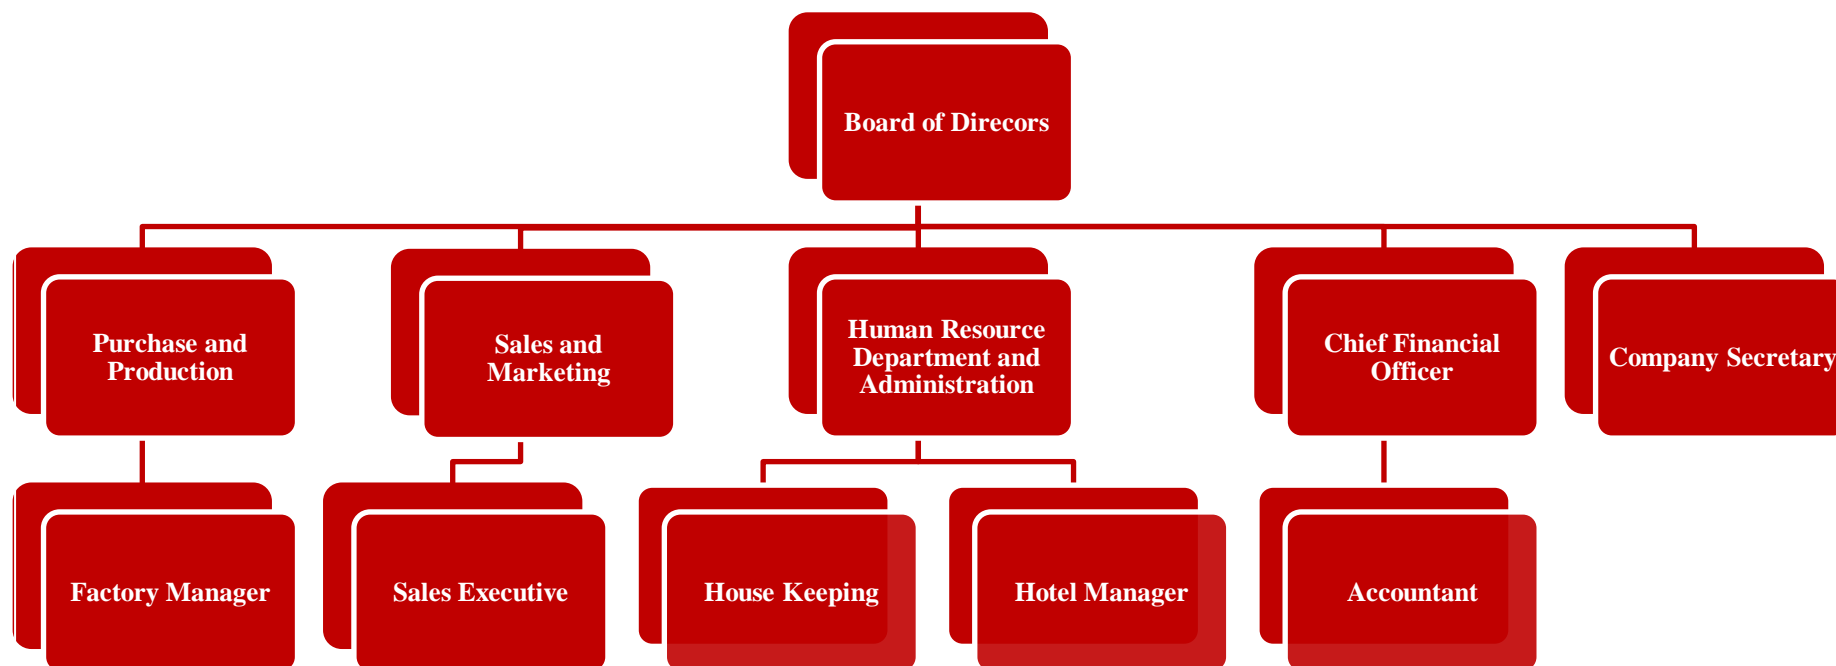 Board of Direcors
Purchase and
Production
Sales and
Marketing
Human Resource
Department and
Administration
Chief Financial
Officer
Company Secretary
Factory Manager
Sales Executive
House Keeping
Hotel Manager
Accountant